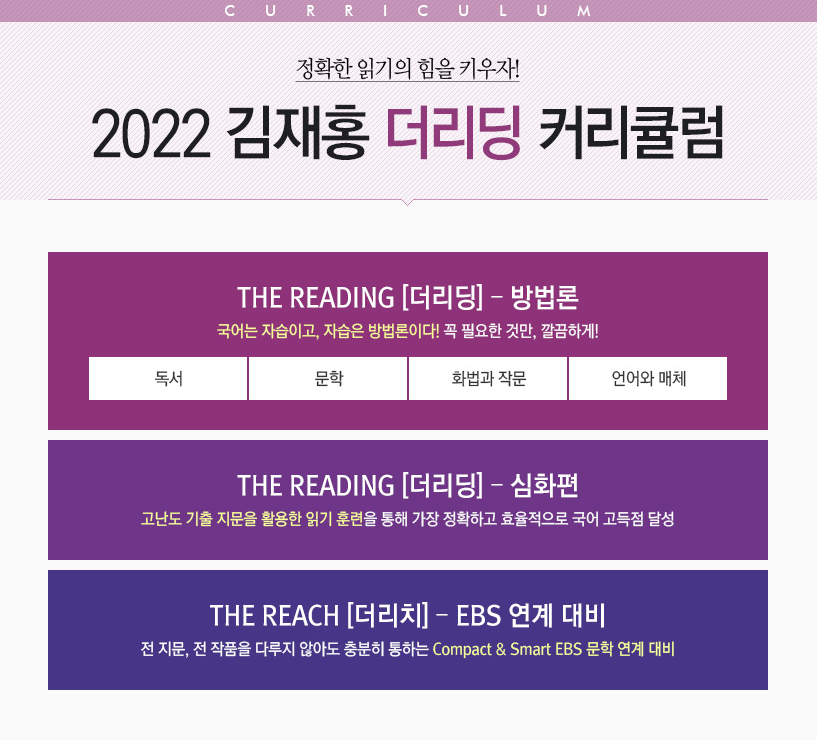 CURRICULUM
정확한 읽기의 힘을 키우자!
2022 김재홍 더리딩 커리큘럼
THE READING [더리딩] – 방법론
국어는 자습이고, 자습은 방법론이다! 꼭 필요한 것만, 깔끔하게!
독서 문학 화법과 작문 언어와 매체
THE READING [더리딩] – 심화편
고난도 기출 지문을 활용한 읽기 훈련을 통해 가장 정확하고 효율적으로 국어 고득점 달성
THE REACH [더리치] – EBS 연계 대비
전 지문, 전 작품을 다루지 않아도 충분히 통하는 Compact & Smart EBS 문학 연계 대비